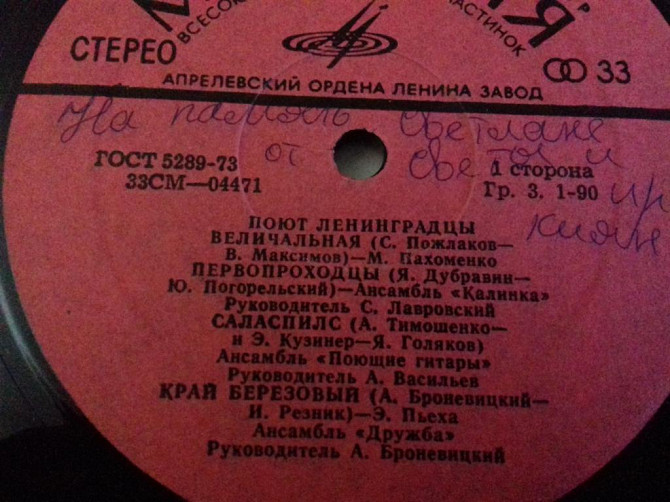 СТЕРЕО
33
АПРЕЛЕВСКИЙ ОРДЕНА ЛЕНИНА ЗАВОД
На память Светлане
от Светы и
ГОСТ 5289-73
33СМ—04471
1 сторона
Гр. 3. 1-90
ПОЮТ ЛЕНИНГРАДЦЫ
ВЕЛИЧАЛЬНАЯ (С. Пожлаков—
В. Максимов)—М. Пахоменко
ПЕРВОПРОХОДЦЫ (Я. Дубравин—
Ю. Погорельский)—Ансамбль «Калинка»
Руководитель С. Лавровский
САЛАСПИЛС (А. Тимошенко—
и Э. Кузинер—Я. Голяков)
Ансамбль «Поющие гитары»
Руководитель А. Васильев
КРАЙ БЕРЕЗОВЫЙ (А. Броневицкий—
И. Резник)—Э. Пьеха
Ансамбль «Дружба»
Руководитель А. Броневицкий